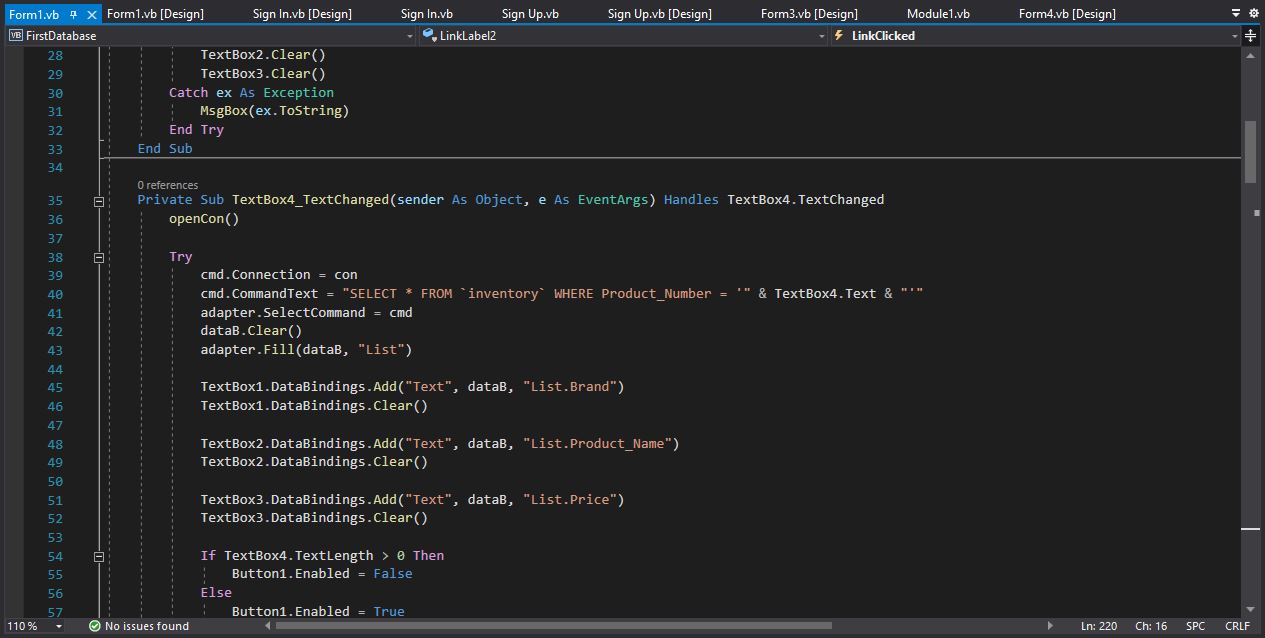 Form1.vb Form1.vb [Design] Sign In.vb [Design] Sign In.vb Sign Up.vb Sign Up.vb [Design] Form3.vb [Design] Module1.vb Form4.vb [Design]
VB FirstDatabase LinkLabel2 LinkClicked
28 TextBox2.Clear()
29 TextBox3.Clear()
30 Catch ex As Exception
31 MsgBox(ex.ToString)
32 End Try
33 End Sub
34
0 references
35 Private Sub TextBox4_TextChanged(sender As Object, e As EventArgs) Handles TextBox4.TextChanged
36 openCon()
37
38 Try
39 cmd.Connection = con
40 cmd.CommandText = "SELECT * FROM `inventory` WHERE Product_Number = '" & TextBox4.Text & "'"
41 adapter.SelectCommand = cmd
42 dataB.Clear()
43 adapter.Fill(dataB, "List")
44
45 TextBox1.DataBindings.Add("Text", dataB, "List.Brand")
46 TextBox1.DataBindings.Clear()
47
48 TextBox2.DataBindings.Add("Text", dataB, "List.Product_Name")
49 TextBox2.DataBindings.Clear()
50
51 TextBox3.DataBindings.Add("Text", dataB, "List.Price")
52 TextBox3.DataBindings.Clear()
53
54 If TextBox4.TextLength > 0 Then
55 Button1.Enabled = False
56 Else
57 Button1.Enabled = True
110 % No issues found Ln: 220 Ch: 16 SPC CRLF